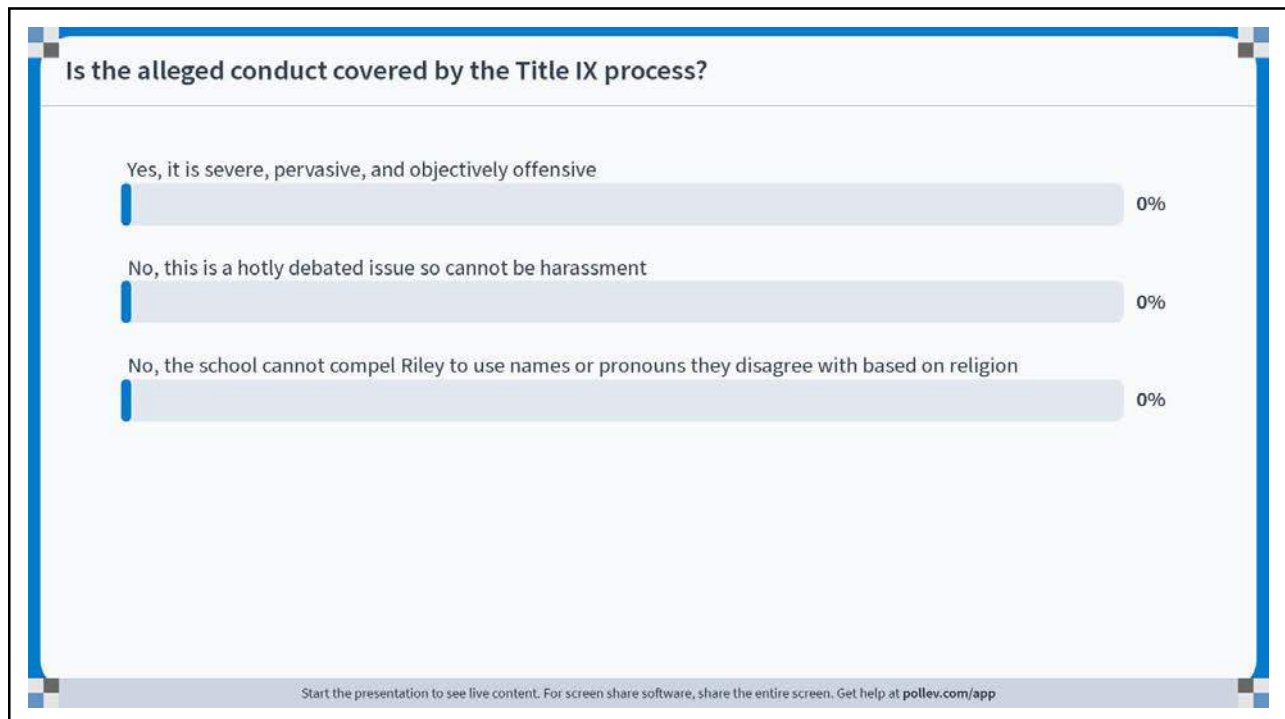 Is the alleged conduct covered by the Title IX process?
Yes, it is severe, pervasive, and objectively offensive
0%
No, this is a hotly debated issue so cannot be harassment
0%
No, the school cannot compel Riley to use names or pronouns they disagree with based on religion
0%
Start the presentation to see live content. For screen share software, share the entire screen. Get help at pollev.com/app